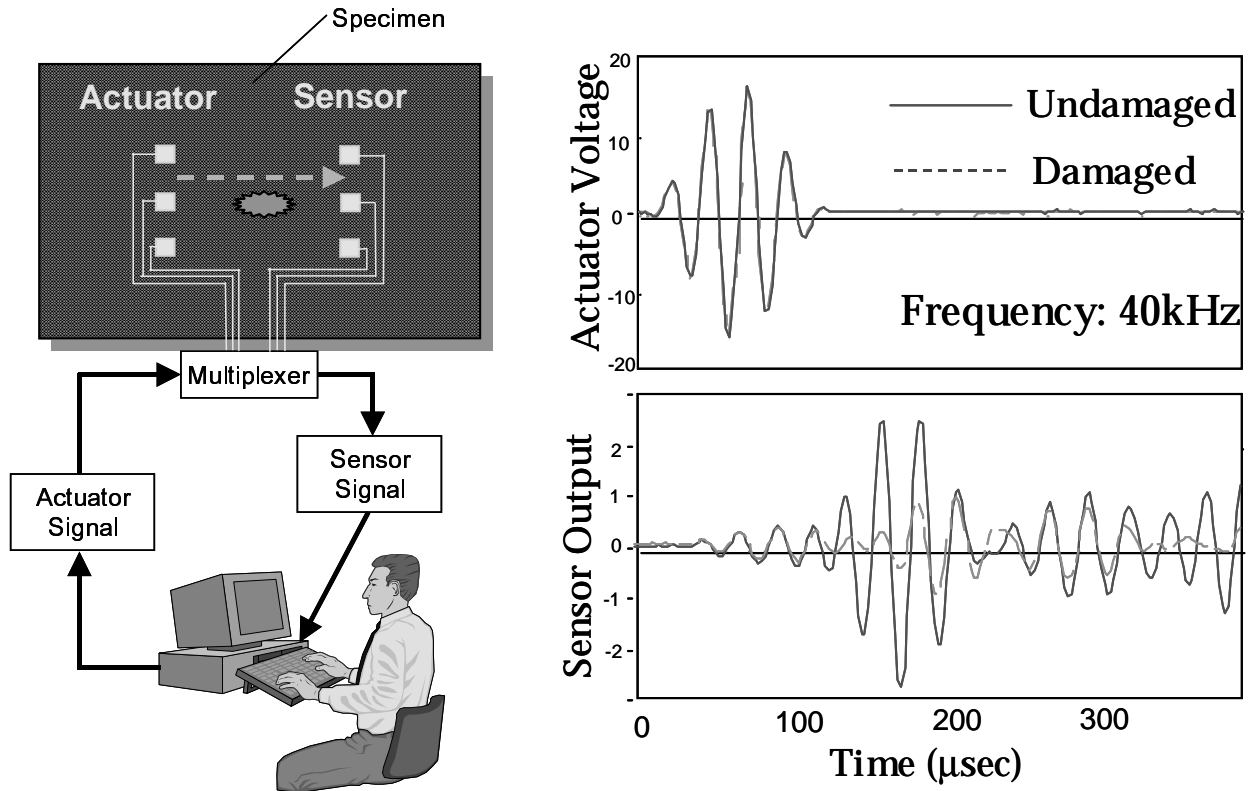 Specimen
Actuator Sensor
Multiplexer
Sensor
Signal
Actuator
Signal
Actuator Voltage
20
10
0
-10
-20
Undamaged
Damaged
Frequency: 40kHz
Sensor Output
2
1
0
-1
-2
0 100 200 300
Time (μsec)